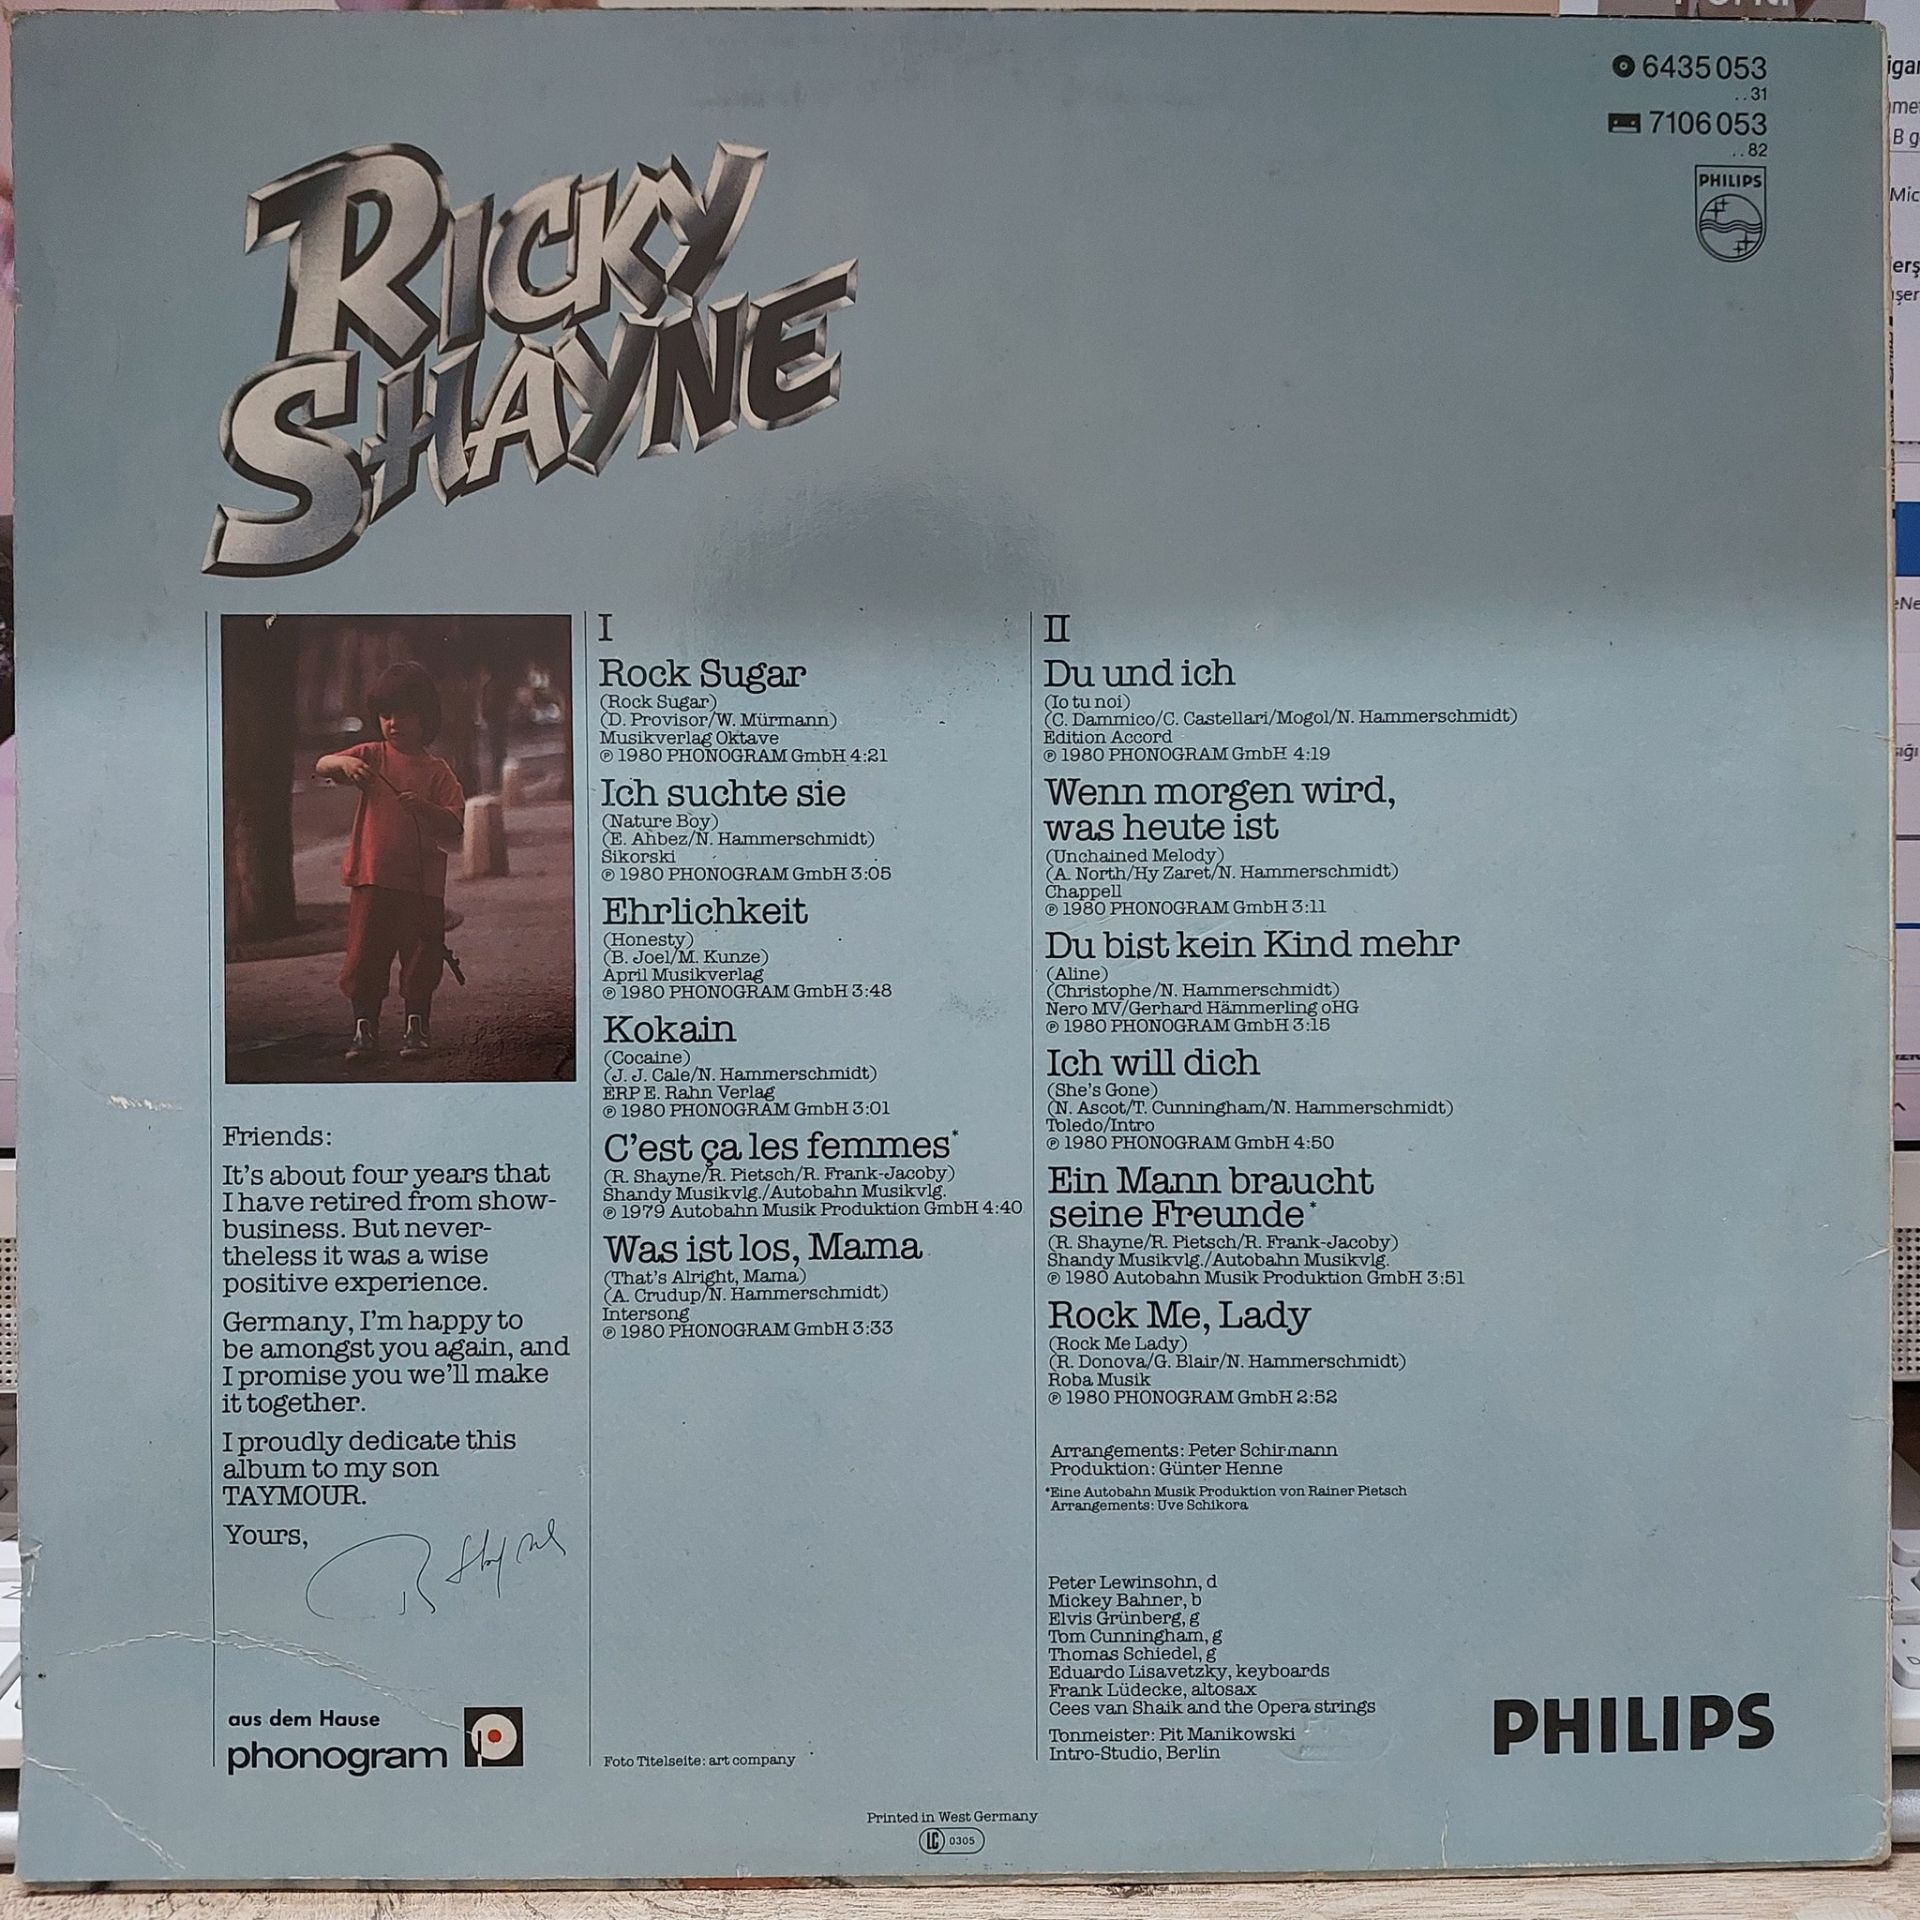 6435053
..31
7106053
..82
PHILIPS
RICKY
SHAYNE
I
Rock Sugar
(Rock Sugar)
(D. Provisor/W. Mürmann)
Musikverlag Oktave
℗ 1980 PHONOGRAM GmbH 4:21
Ich suchte sie
(Nature Boy)
(E. Ahbez/N. Hammerschmidt)
Sikorski
℗ 1980 PHONOGRAM GmbH 3:05
Ehrlichkeit
(Honesty)
(B. Joel/M. Kunze)
April Musikverlag
℗ 1980 PHONOGRAM GmbH 3:48
Kokain
(Cocaine)
(J. J. Cale/N. Hammerschmidt)
ERP E. Rahn Verlag
℗ 1980 PHONOGRAM GmbH 3:01
C'est ça les femmes*
(R. Shayne/R. Pietsch/R. Frank-Jacoby)
Shandy Musikvlg./Autobahn Musikvlg.
℗ 1979 Autobahn Musik Produktion GmbH 4:40
Was ist los, Mama
(That's Alright, Mama)
(A. Crudup/N. Hammerschmidt)
Intersong
℗ 1980 PHONOGRAM GmbH 3:33
II
Du und ich
(Io tu noi)
(C. Dammico/C. Castellari/Mogol/N. Hammerschmidt)
Edition Accord
℗ 1980 PHONOGRAM GmbH 4:19
Wenn morgen wird,
was heute ist
(Unchained Melody)
(A. North/Hy Zaret/N. Hammerschmidt)
Chappell
℗ 1980 PHONOGRAM GmbH 3:11
Du bist kein Kind mehr
(Aline)
(Christophe/N. Hammerschmidt)
Nero MV/Gerhard Hämmerling oHG
℗ 1980 PHONOGRAM GmbH 3:15
Ich will dich
(She's Gone)
(N. Ascot/T. Cunningham/N. Hammerschmidt)
Toledo/Intro
℗ 1980 PHONOGRAM GmbH 4:50
Ein Mann braucht
seine Freunde*
(R. Shayne/R. Pietsch/R. Frank-Jacoby)
Shandy Musikvlg./Autobahn Musikvlg.
℗ 1980 Autobahn Musik Produktion GmbH 3:51
Rock Me, Lady
(Rock Me Lady)
(R. Donova/G. Blair/N. Hammerschmidt)
Roba Musik
℗ 1980 PHONOGRAM GmbH 2:52
Arrangements: Peter Schirmann
Produktion: Günter Henne
*Eine Autobahn Musik Produktion von Rainer Pietsch
Arrangements: Uve Schikora
Peter Lewinsohn, d
Mickey Bahner, b
Elvis Grünberg, g
Tom Cunningham, g
Thomas Schiedel, g
Eduardo Lisavetzky, keyboards
Frank Lüdecke, altosax
Cees van Shaik and the Opera strings
Tonmeister: Pit Manikowski
Intro-Studio, Berlin
Friends:
It's about four years that
I have retired from show-
business. But never-
theless it was a wise
positive experience.
Germany, I'm happy to
be amongst you again, and
I promise you we'll make
it together.
I proudly dedicate this
album to my son
TAYMOUR.
Yours,
R Shayne
aus dem Hause
phonogram
Foto Titelseite: art company
PHILIPS
Printed in West Germany
LC 0305